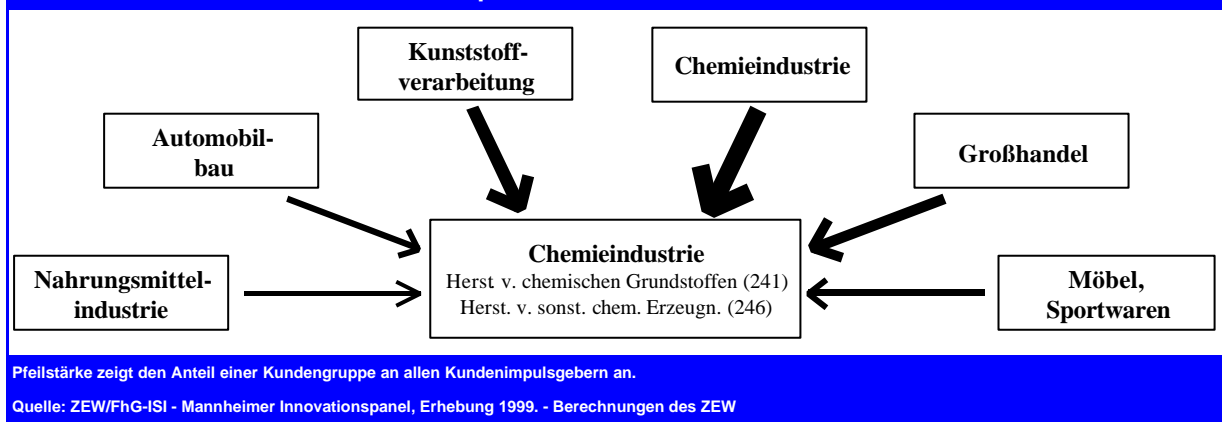 Kunststoff-
verarbeitung
Chemieindustrie
Automobil-
bau
Großhandel
Nahrungsmittel-
industrie
Chemieindustrie
Herst v. chemischen Grundstoffen (241)
Herst. v. sonst. chem. Erzeugn. (246)
Möbel,
Sportwaren
Pfeilstärke zeigt den Anteil einer Kundengruppe an allen Kundenimpulsgebern an.
Quelle: ZEW/FhG-ISI - Mannheimer Innovationspanel, Erhebung 1999. - Berechnungen des ZEW